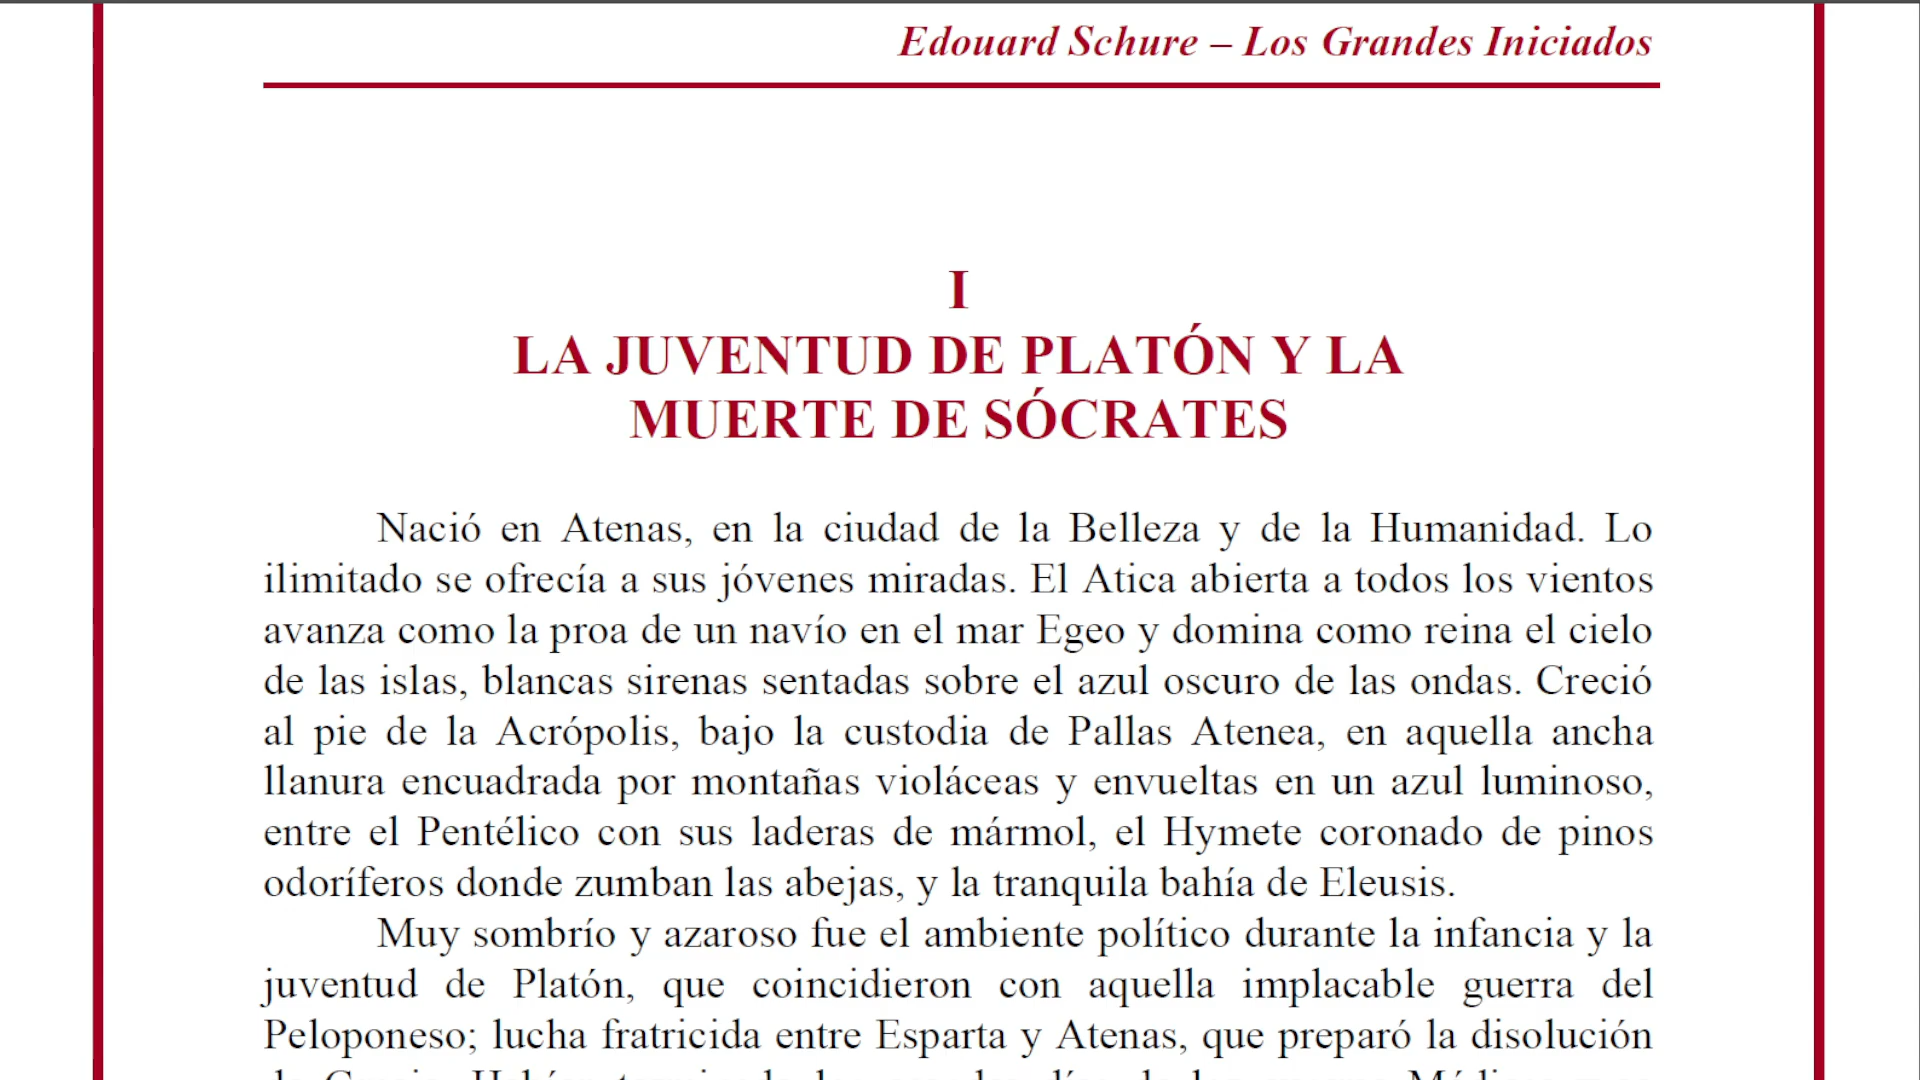 Edouard Schure – Los Grandes Iniciados
I
LA JUVENTUD DE PLATÓN Y LA
MUERTE DE SÓCRATES
Nació en Atenas, en la ciudad de la Belleza y de la Humanidad. Lo
ilimitado se ofrecía a sus jóvenes miradas. El Atica abierta a todos los vientos
avanza como la proa de un navío en el mar Egeo y domina como reina el cielo
de las islas, blancas sirenas sentadas sobre el azul oscuro de las ondas. Creció
al pie de la Acrópolis, bajo la custodia de Pallas Atenea, en aquella ancha
llanura encuadrada por montañas violáceas y envueltas en un azul luminoso,
entre el Pentélico con sus laderas de mármol, el Hymete coronado de pinos
odoríferos donde zumban las abejas, y la tranquila bahía de Eleusis.
Muy sombrío y azaroso fue el ambiente político durante la infancia y la
juventud de Platón, que coincidieron con aquella implacable guerra del
Peloponeso; lucha fratricida entre Esparta y Atenas, que preparó la disolución